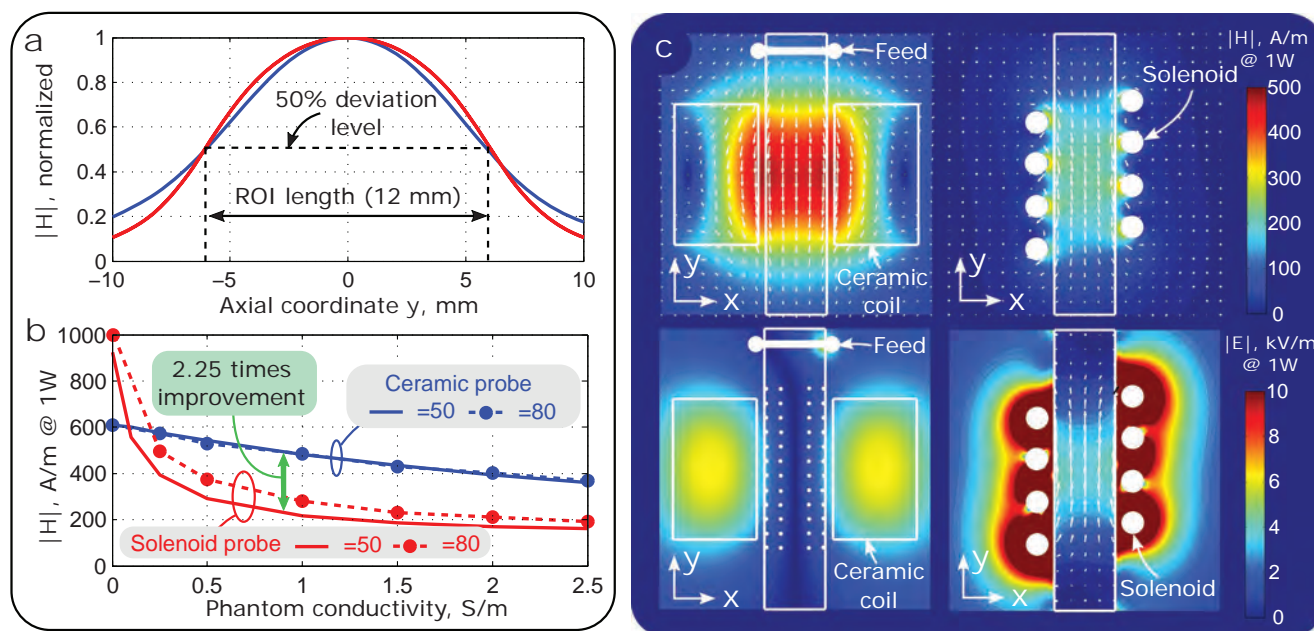 a
|H|, normalized
1
0.8
0.6
0.4
0.2
0
50% deviation
level
ROI length (12 mm)
−10
−5
0
5
10
Axial coordinate y, mm
b
|H|, A/m @ 1W
1000
800
600
400
200
0
2.25 times
improvement
Ceramic probe
=50
=80
Solenoid probe
=50
=80
0
0.5
1
1.5
2
2.5
Phantom conductivity, S/m
c
Feed
y
x
Ceramic
coil
Solenoid
y
x
|H|, A/m
@ 1W
500
400
300
200
100
0
Feed
y
x
Ceramic
coil
y
x
Solenoid
|E|, kV/m
@ 1W
10
8
6
4
2
0